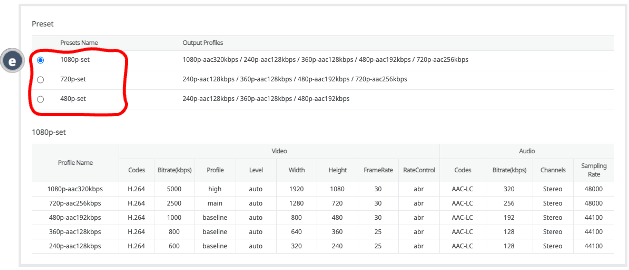 Preset
Presets Name Output Profiles
e
1080p-set 1080p-aac320kbps / 240p-aac128kbps / 360p-aac128kbps / 480p-aac192kbps / 720p-aac256kbps
720p-set 240p-aac128kbps / 360p-aac128kbps / 480p-aac192kbps / 720p-aac256kbps
480p-set 240p-aac128kbps / 360p-aac128kbps / 480p-aac192kbps
1080p-set
Profile Name Video Audio
Codes Bitrate(kbps) Profile Level Width Height FrameRate RateControl Codes Bitrate(kbps) Channels Sampling Rate
1080p-aac320kbps H.264 5000 high auto 1920 1080 30 abr AAC-LC 320 Stereo 48000
720p-aac256kbps H.264 2500 main auto 1280 720 30 abr AAC-LC 256 Stereo 48000
480p-aac192kbps H.264 1000 baseline auto 800 480 30 abr AAC-LC 192 Stereo 44100
360p-aac128kbps H.264 800 baseline auto 640 360 25 abr AAC-LC 128 Stereo 44100
240p-aac128kbps H.264 600 baseline auto 320 240 25 abr AAC-LC 128 Stereo 44100